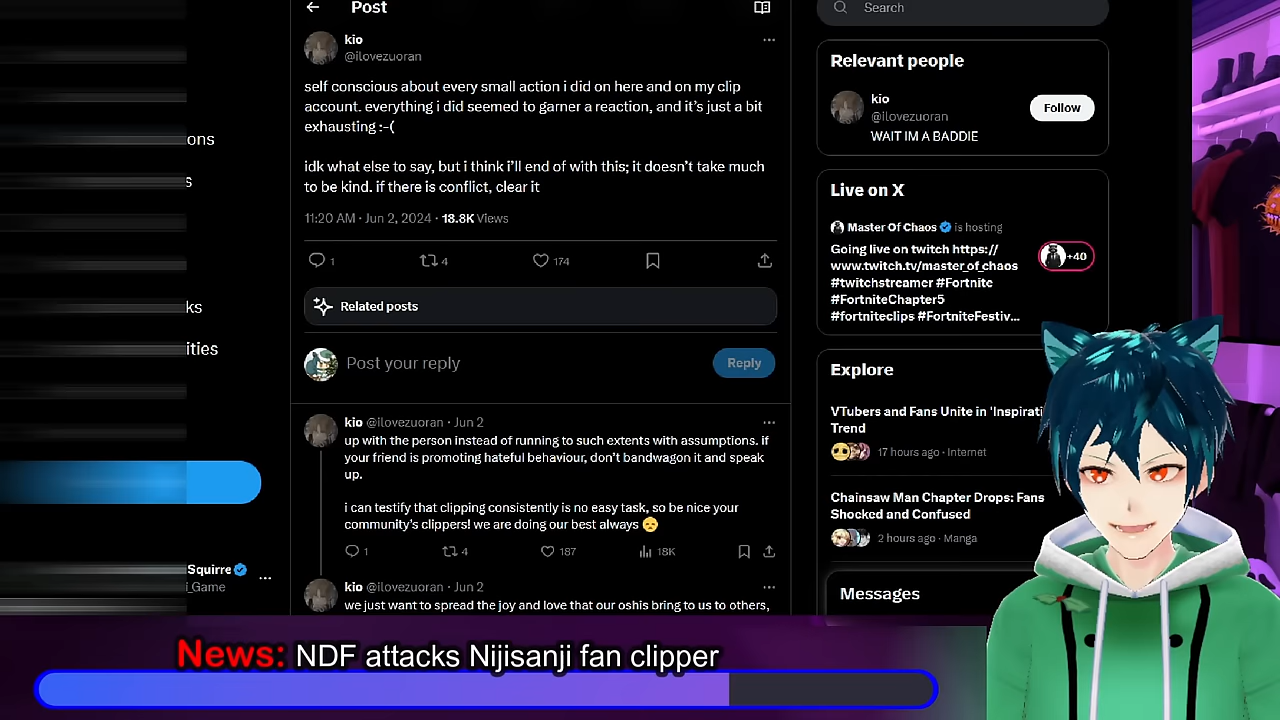 Post
Search
kio
@ilovezuoran
self conscious about every small action i did on here and on my clip
account. everything i did seemed to garner a reaction, and it's just a bit
exhausting :-(
idk what else to say, but i think i'll end of with this; it doesn't take much
to be kind. if there is conflict, clear it
11:20 AM · Jun 2, 2024 · 18.8K Views
1
4
174
Related posts
Post your reply
Reply
kio @ilovezuoran · Jun 2
up with the person instead of running to such extents with assumptions. if
your friend is promoting hateful behaviour, don't bandwagon it and speak
up.
i can testify that clipping consistently is no easy task, so be nice your
community's clippers! we are doing our best always 😞
1
4
187
18K
kio @ilovezuoran · Jun 2
we just want to spread the joy and love that our oshis bring to us to others,
ons
s
ks
ities
Squirre
_Game
Relevant people
kio
@ilovezuoran
Follow
WAIT IM A BADDIE
Live on X
Master Of Chaos is hosting
Going live on twitch https://
www.twitch.tv/master_of_chaos
#twitchstreamer #Fortnite
#FortniteChapter5
#fortniteclips #FortniteFestiv...
+40
Explore
VTubers and Fans Unite in 'Inspirati
Trend
17 hours ago · Internet
Chainsaw Man Chapter Drops: Fans
Shocked and Confused
2 hours ago · Manga
Messages
News: NDF attacks Nijisanji fan clipper